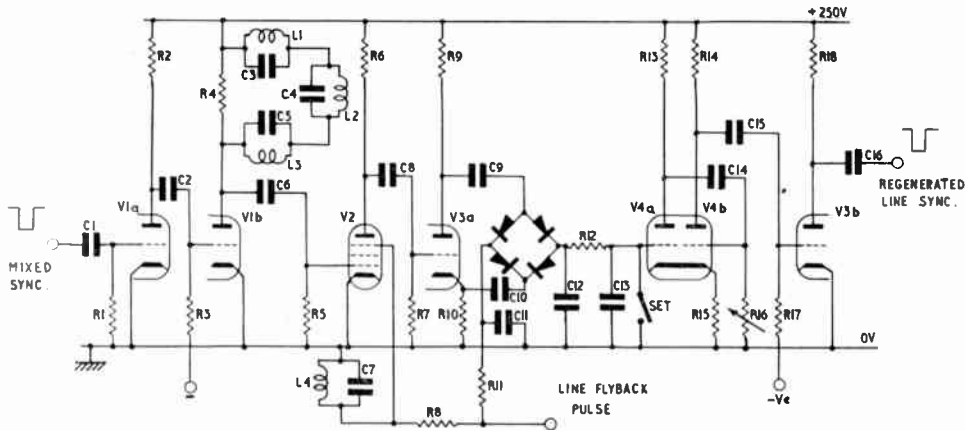 +250V
R2
R4
L1
C3
C4
L2
C5
L3
R6
R9
R13
R14
R18
C2
C6
C8
C9
C15
C14
C16
REGENERATED
LINE SYNC.
V1a
V1b
V2
V3a
V4a
V4b
V3b
C1
MIXED
SYNC.
R12
C10
C11
C12
C13
SET
R1
R3
R5
R7
R10
R15
R16
R17
0V
L4
C7
R11
R8
LINE FLYBACK
PULSE
-
-Ve